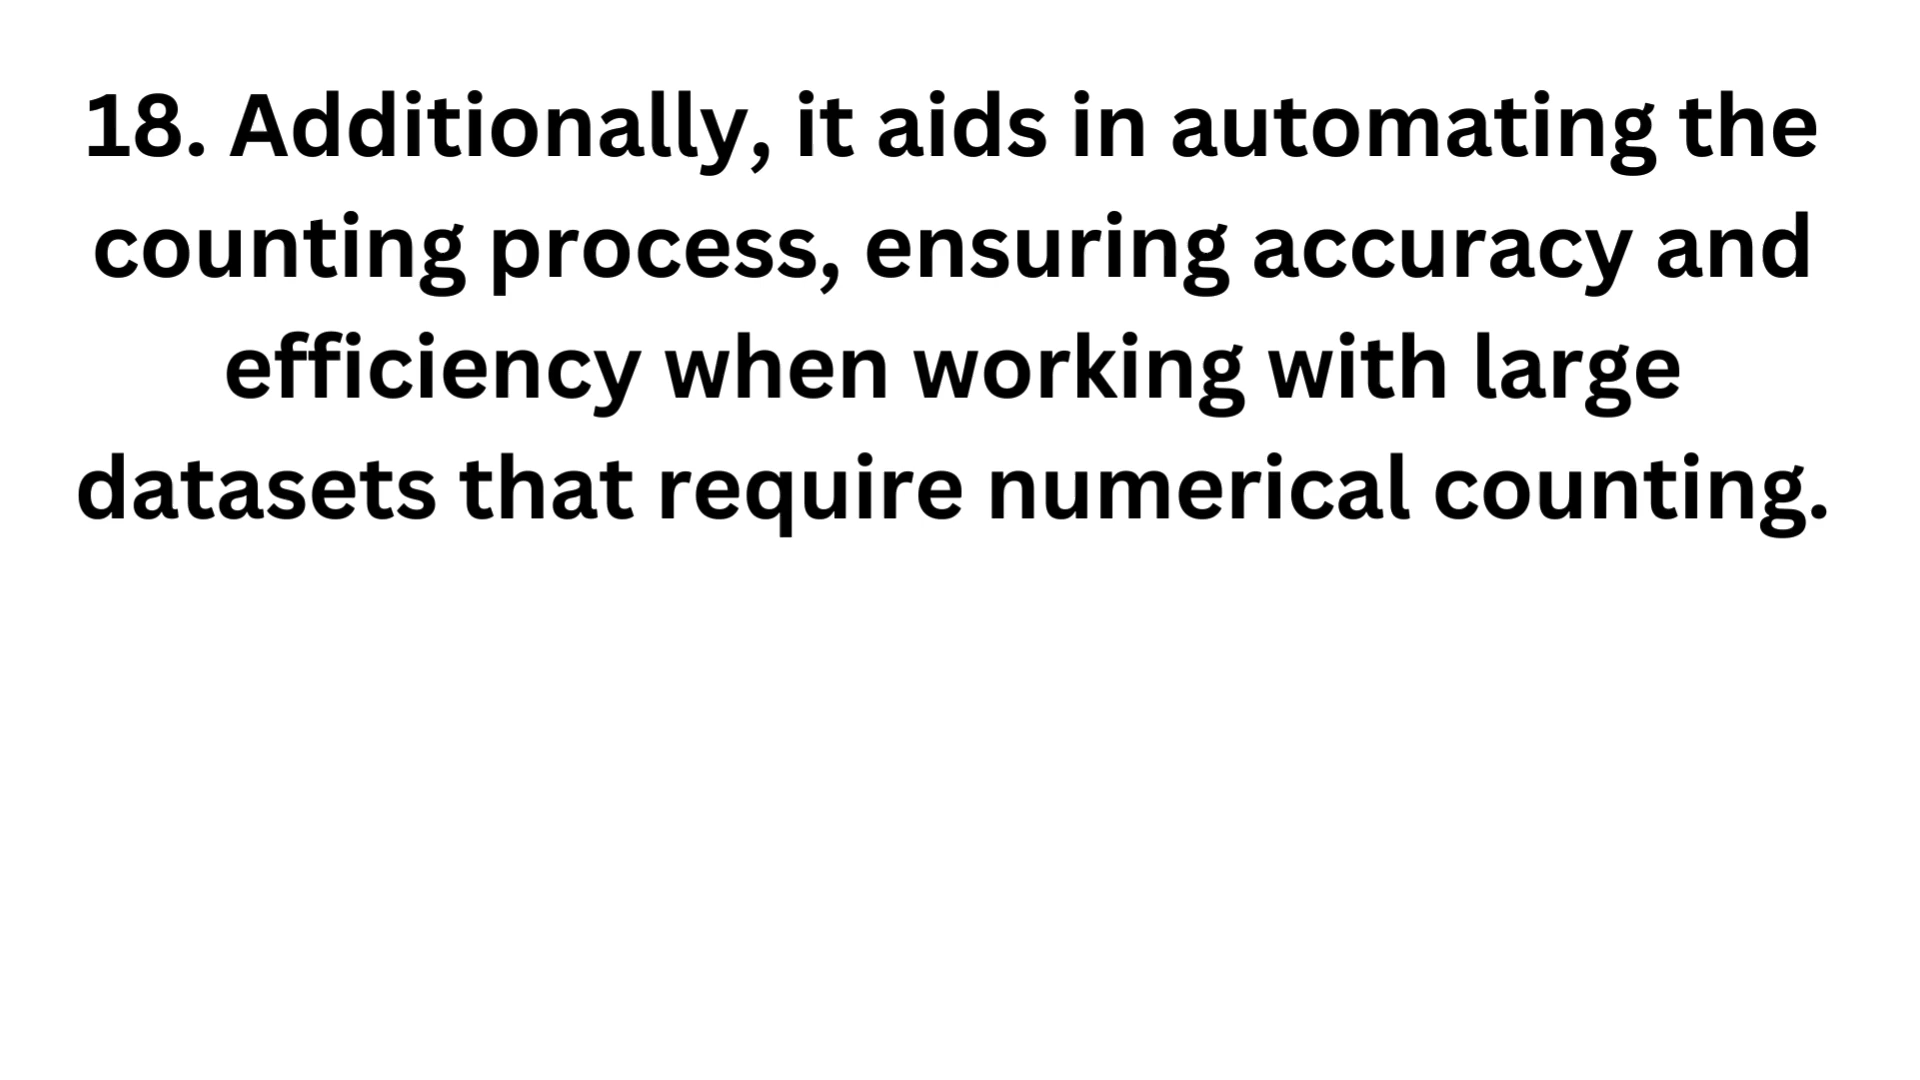 18. Additionally, it aids in automating the
counting process, ensuring accuracy and
efficiency when working with large
datasets that require numerical counting.